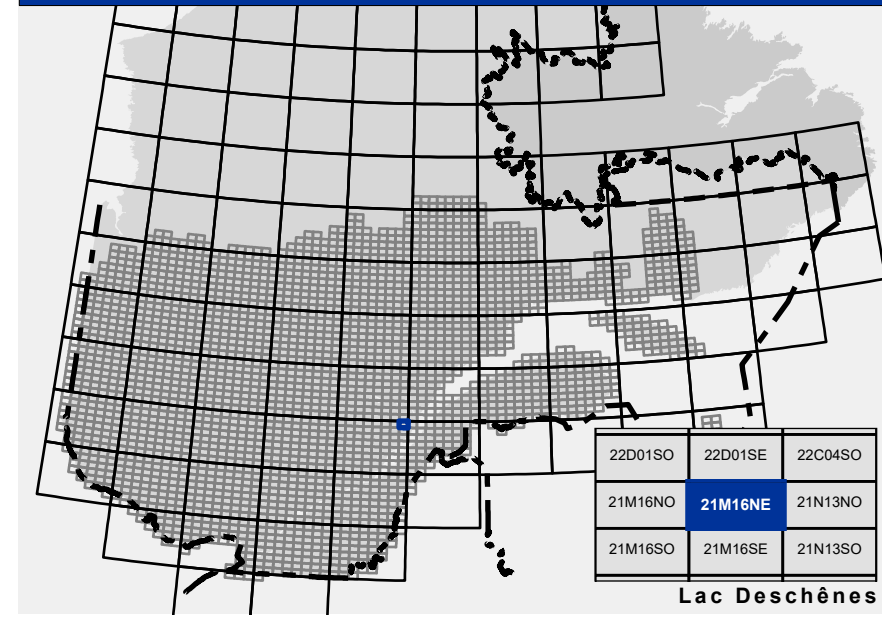 22D01SO 22D01SE 22C04SO
21M16NO 21M16NE 21N13NO
21M16SO 21M16SE 21N13SO
Lac Deschênes